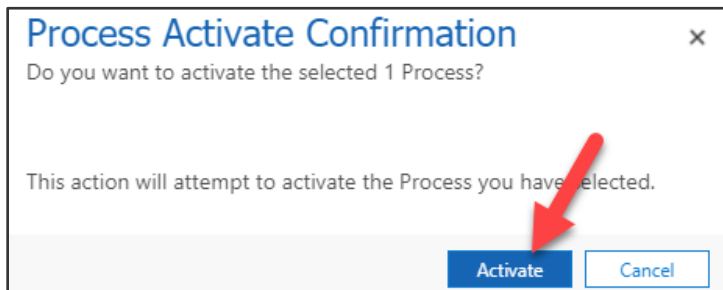 Process Activate Confirmation
Do you want to activate the selected 1 Process?
This action will attempt to activate the Process you have elected.
Activate Cancel